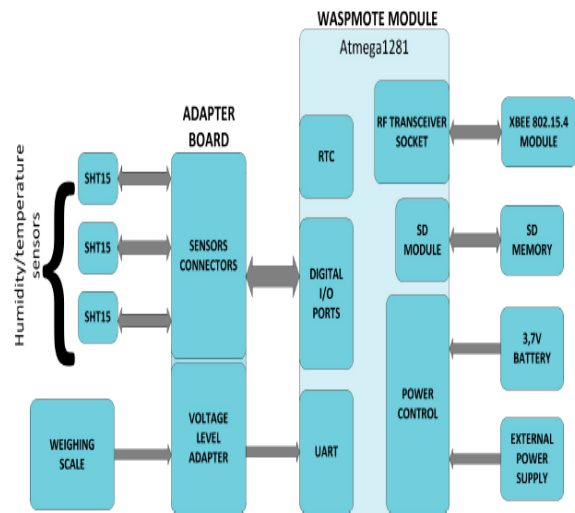 WASPMOTE MODULE
Atmega1281
ADAPTER
BOARD
Humidity/temperature
sensors
SHT15
SHT15
SHT15
WEIGHING
SCALE
SENSORS
CONNECTORS
VOLTAGE
LEVEL
ADAPTER
RTC
DIGITAL
I/O
PORTS
UART
RF TRANSCEIVER
SOCKET
SD
MODULE
POWER
CONTROL
XBEE 802.15.4
MODULE
SD
MEMORY
3,7V
BATTERY
EXTERNAL
POWER
SUPPLY